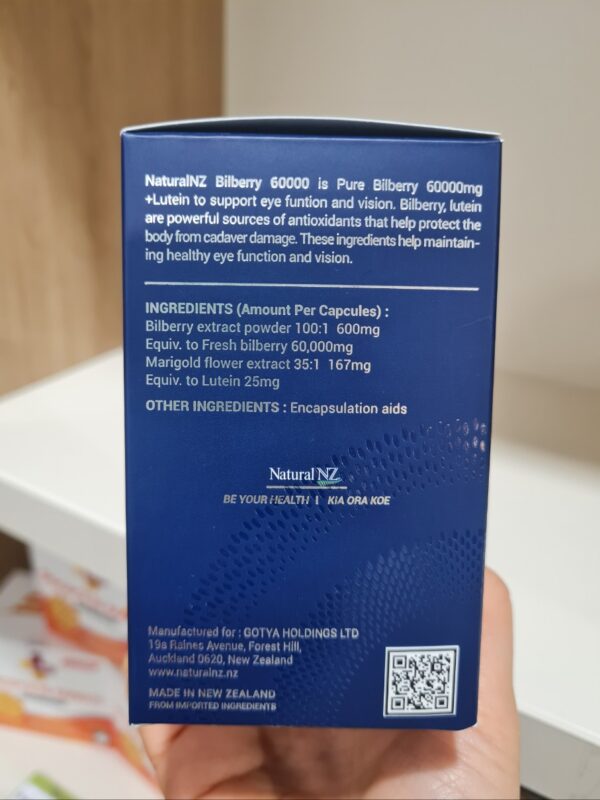 NaturalNZ Bilberry 60000 is Pure Bilberry 60000mg
+Lutein to support eye funtion and vision. Bilberry, lutein
are powerful sources of antioxidants that help protect the
body from cadaver damage. These ingredients help maintain-
ing healthy eye function and vision.
INGREDIENTS (Amount Per Capcules) :
Bilberry extract powder 100:1 600mg
Equiv. to Fresh bilberry 60,000mg
Marigold flower extract 35:1 167mg
Equiv. to Lutein 25mg
OTHER INGREDIENTS : Encapsulation aids
Natural NZ
BE YOUR HEALTH I KIA ORA KOE
Manufactured for : GOTYA HOLDINGS LTD
19a Raines Avenue, Forest Hill,
Auckland 0620, New Zealand
www.naturalnz.nz
MADE IN NEW ZEALAND
FROM IMPORTED INGREDIENTS